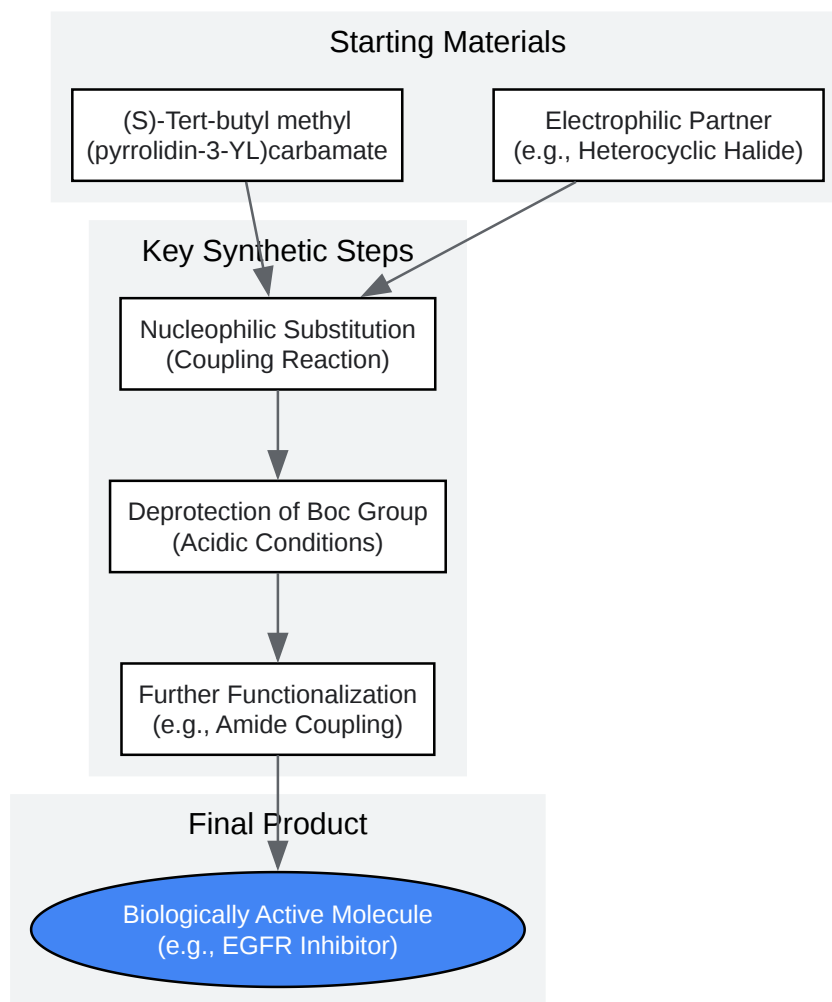 Starting Materials
(S)-Tert-butyl methyl
(pyrrolidin-3-YL)carbamate
Electrophilic Partner
(e.g., Heterocyclic Halide)
Key Synthetic Steps
Nucleophilic Substitution
(Coupling Reaction)
Deprotection of Boc Group
(Acidic Conditions)
Further Functionalization
(e.g., Amide Coupling)
Final Product
Biologically Active Molecule
(e.g., EGFR Inhibitor)